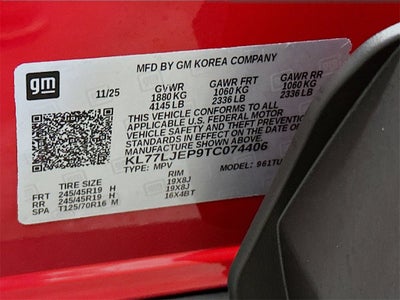 gm
MFD BY GM KOREA COMPANY
11/25 GVWR GAWR FRT GAWR RR
1880 KG 1060 KG 1060 KG
4145 LB 2336 LB 2336 LB
THIS VEHICLE CONFORMS TO ALL
APPLICABLE U.S. FEDERAL MOTOR
VEHICLE SAFETY AND THEFT PREVENTION
STANDARDS IN EFFECT ON THE DATE OF
MANUFACTURE SHOWN ABOVE
KL77LJEP9TC074406
TYPE: MPV MODEL: 961TU
TIRE SIZE RIM
FRT 245/45R19 H 19X8J
RR 245/45R19 H 19X8J
SPA T125/70R16 M 16X4BT